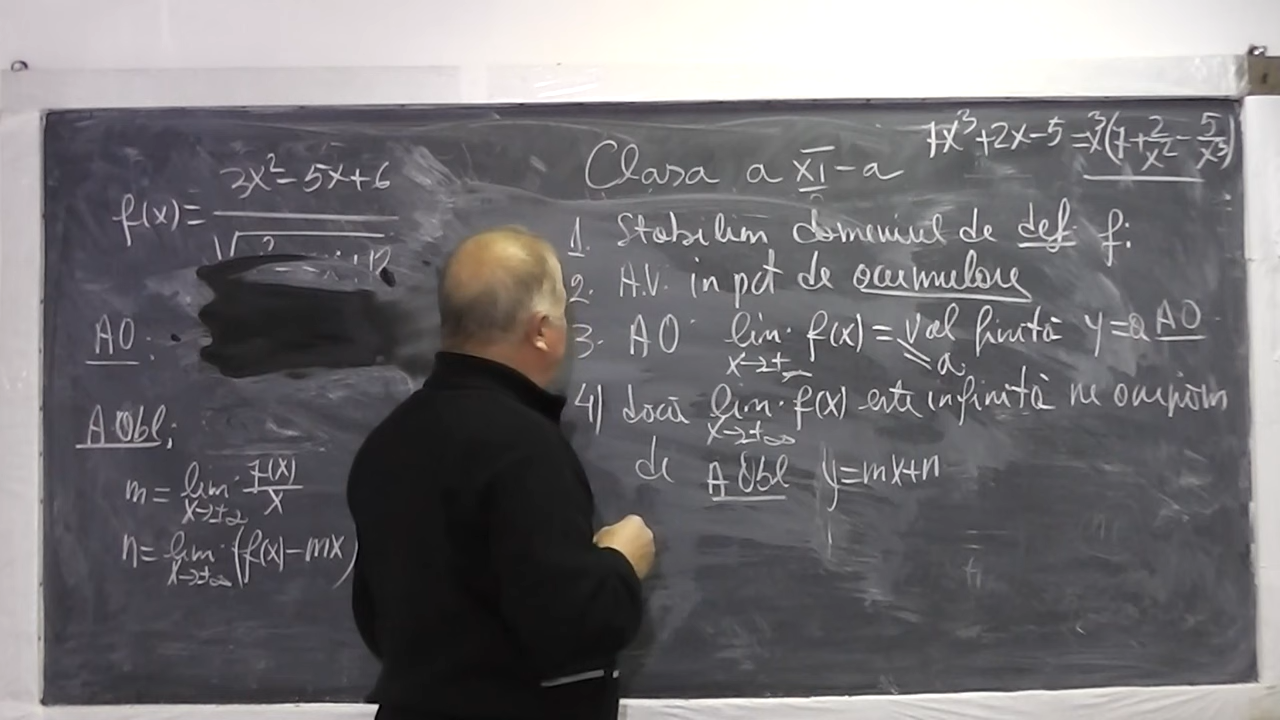 Clasa a XI-a
7x³+2x-5=x³(7+2/x²-5/x³)
f(x)=(3x²-5x+6)/√
1. Stabilim domeniul de def. f:
2. A.V. in pct de acumulare
3. AO lim x→±∞ f(x) = val finită y=a AO
a
4) dacă lim x→±∞ f(x) este infinită ne ocupăm
de A Obl y=mx+n
AO:
A Obl:
m=lim f(x)/x
n=lim x→±∞ (f(x)-mx)